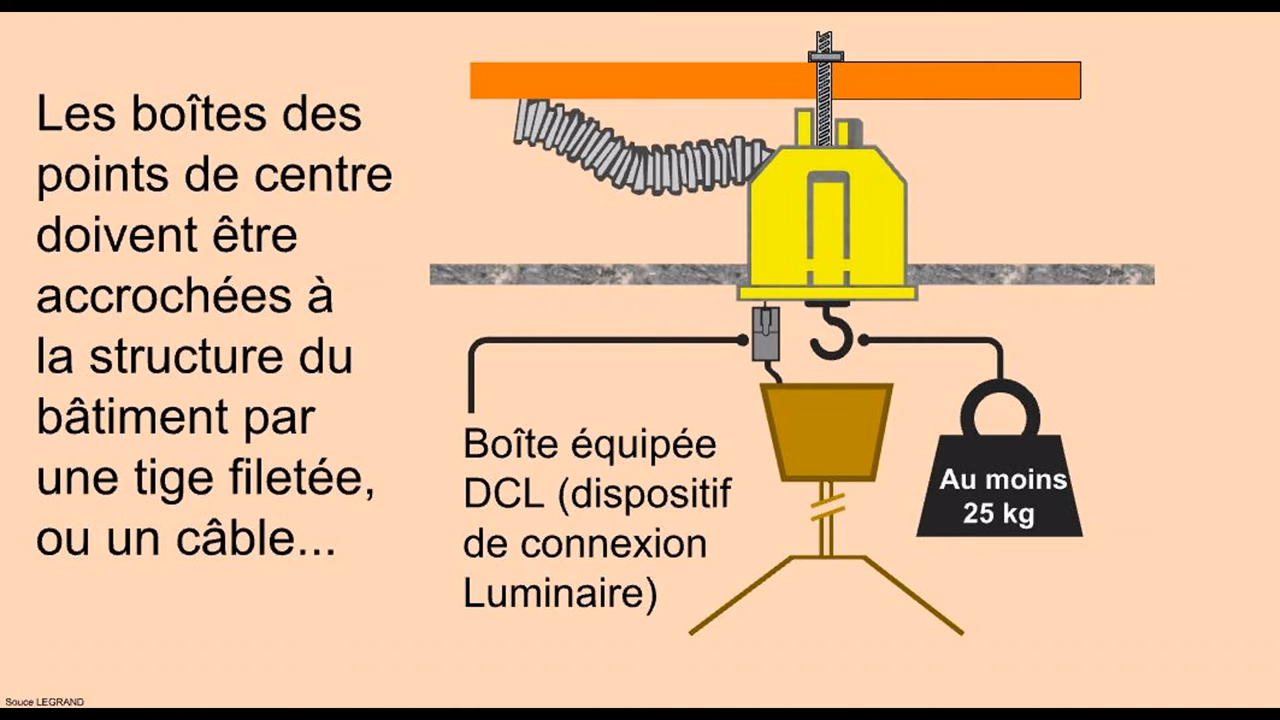 Les boîtes des
points de centre
doivent être
accrochées à
la structure du
bâtiment par
une tige filetée,
ou un câble...
Boîte équipée
DCL (dispositif
de connexion
Luminaire)
Au moins
25 kg
Souce LEGRAND